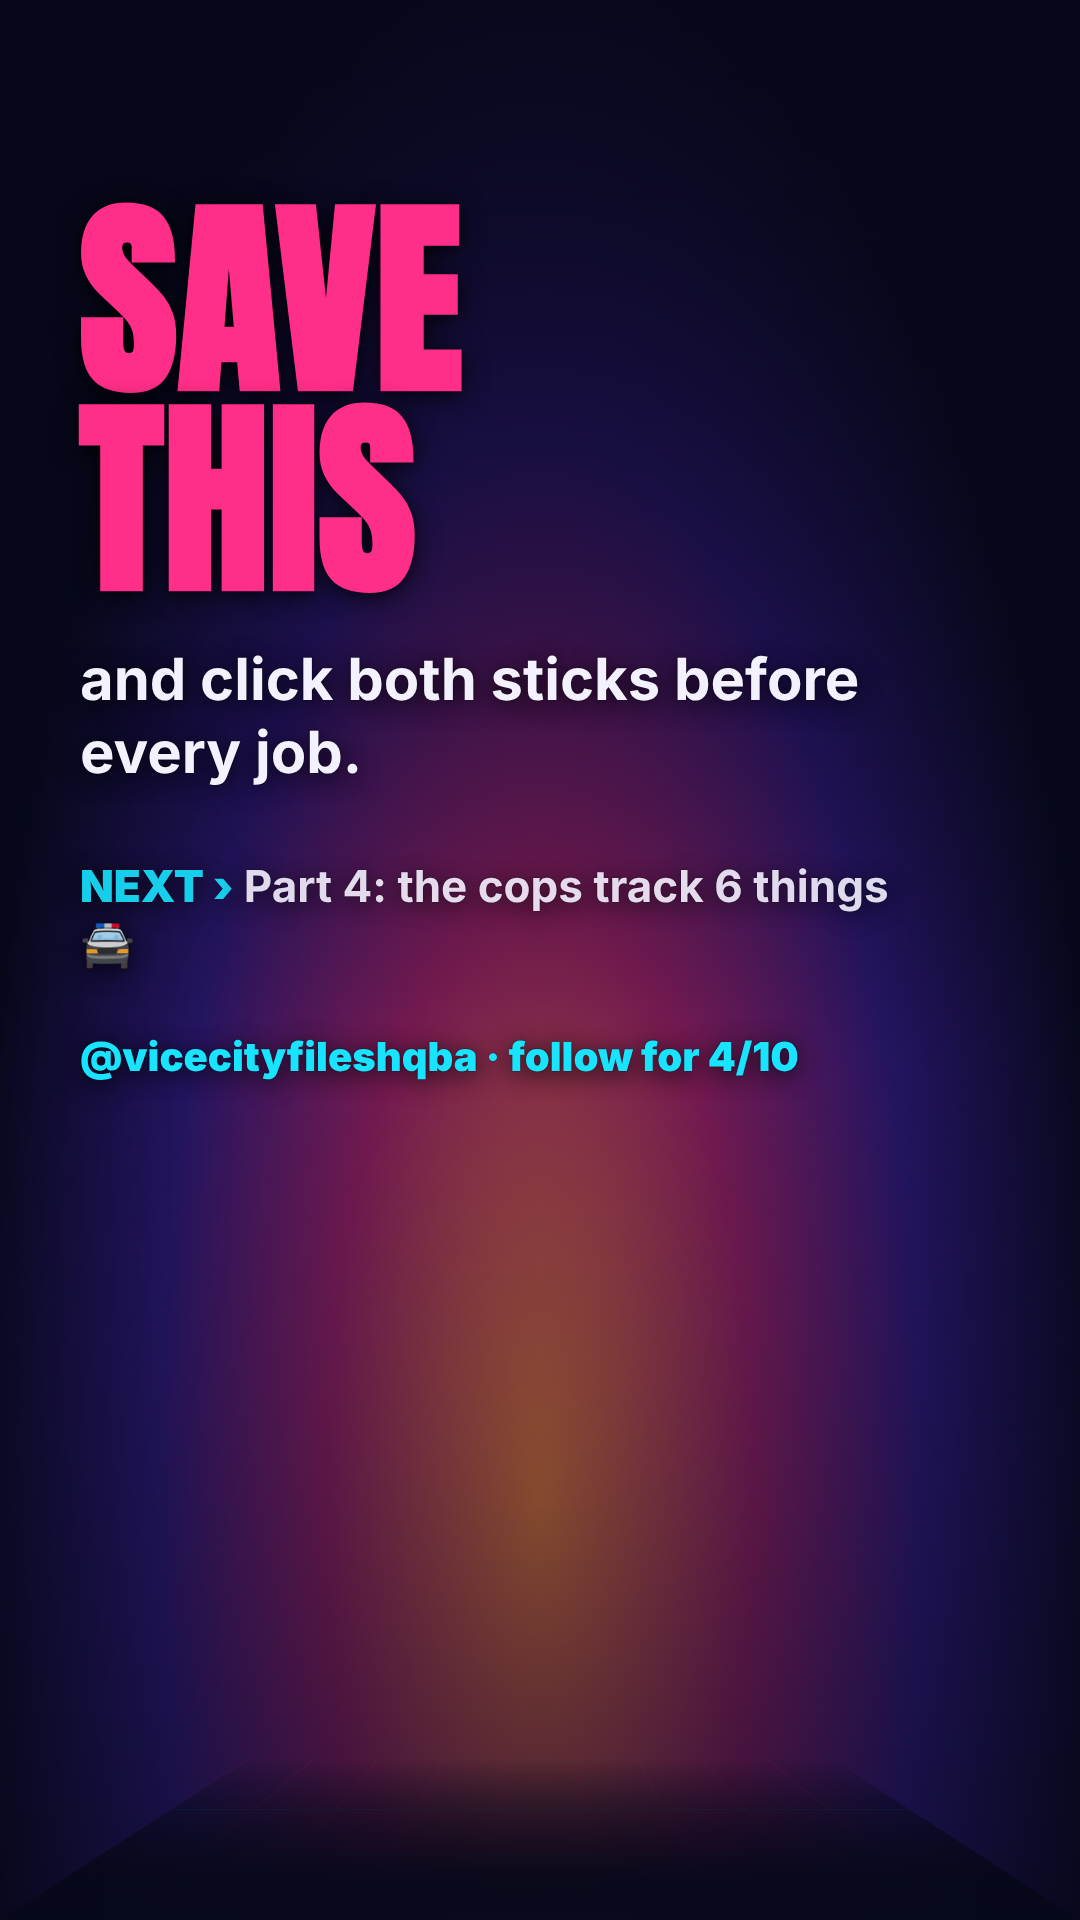 SAVE
THIS
and click both sticks before
every job.
NEXT › Part 4: the cops track 6 things
🚔
@vicecityfileshqba · follow for 4/10